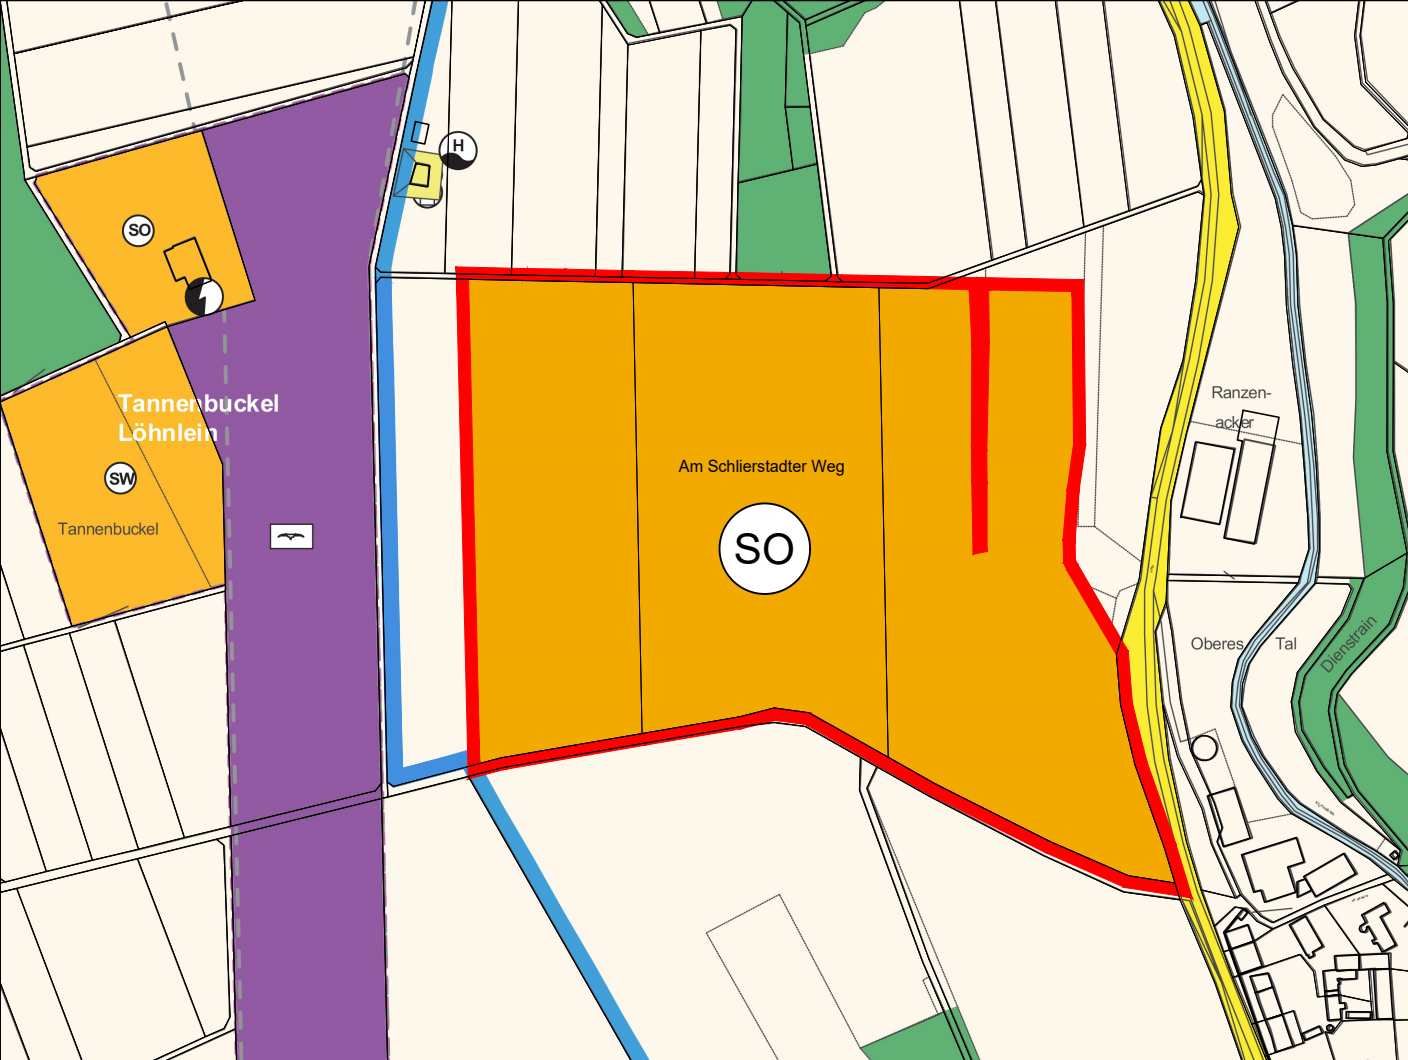 H
SO
Ranzen-
acker
Tannenbuckel
Löhnlein
Am Schlierstadter Weg
SW
Tannenbuckel
SO
Oberes Tal
Dienstrain